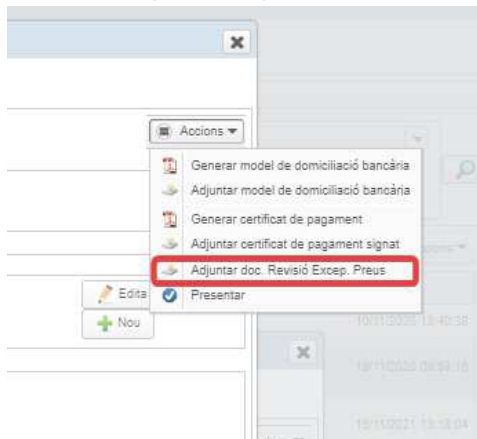 Accions
Generar model de domiciliació bancària
Adjuntar model de domiciliació bancària
Generar certificat de pagament
Adjuntar certificat de pagament signat
Adjuntar doc. Revisió Excep. Preus
Presentar
Edita
Nou